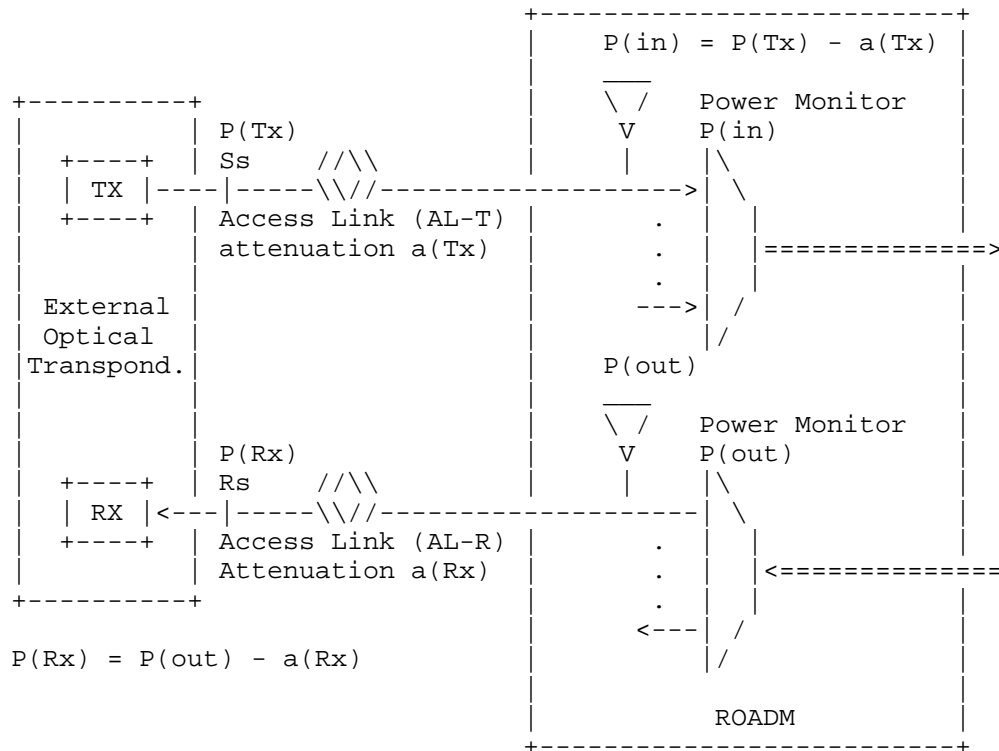 P(in) = P(Tx) - a(Tx)
Power Monitor
P(Tx) V P(in)
Ss
TX
Access Link (AL-T)
attenuation a(Tx)
External
Optical
Transpond.
P(out)
Power Monitor
P(Rx) V P(out)
Rs
RX
Access Link (AL-R)
Attenuation a(Rx)
P(Rx) = P(out) - a(Rx)
ROADM